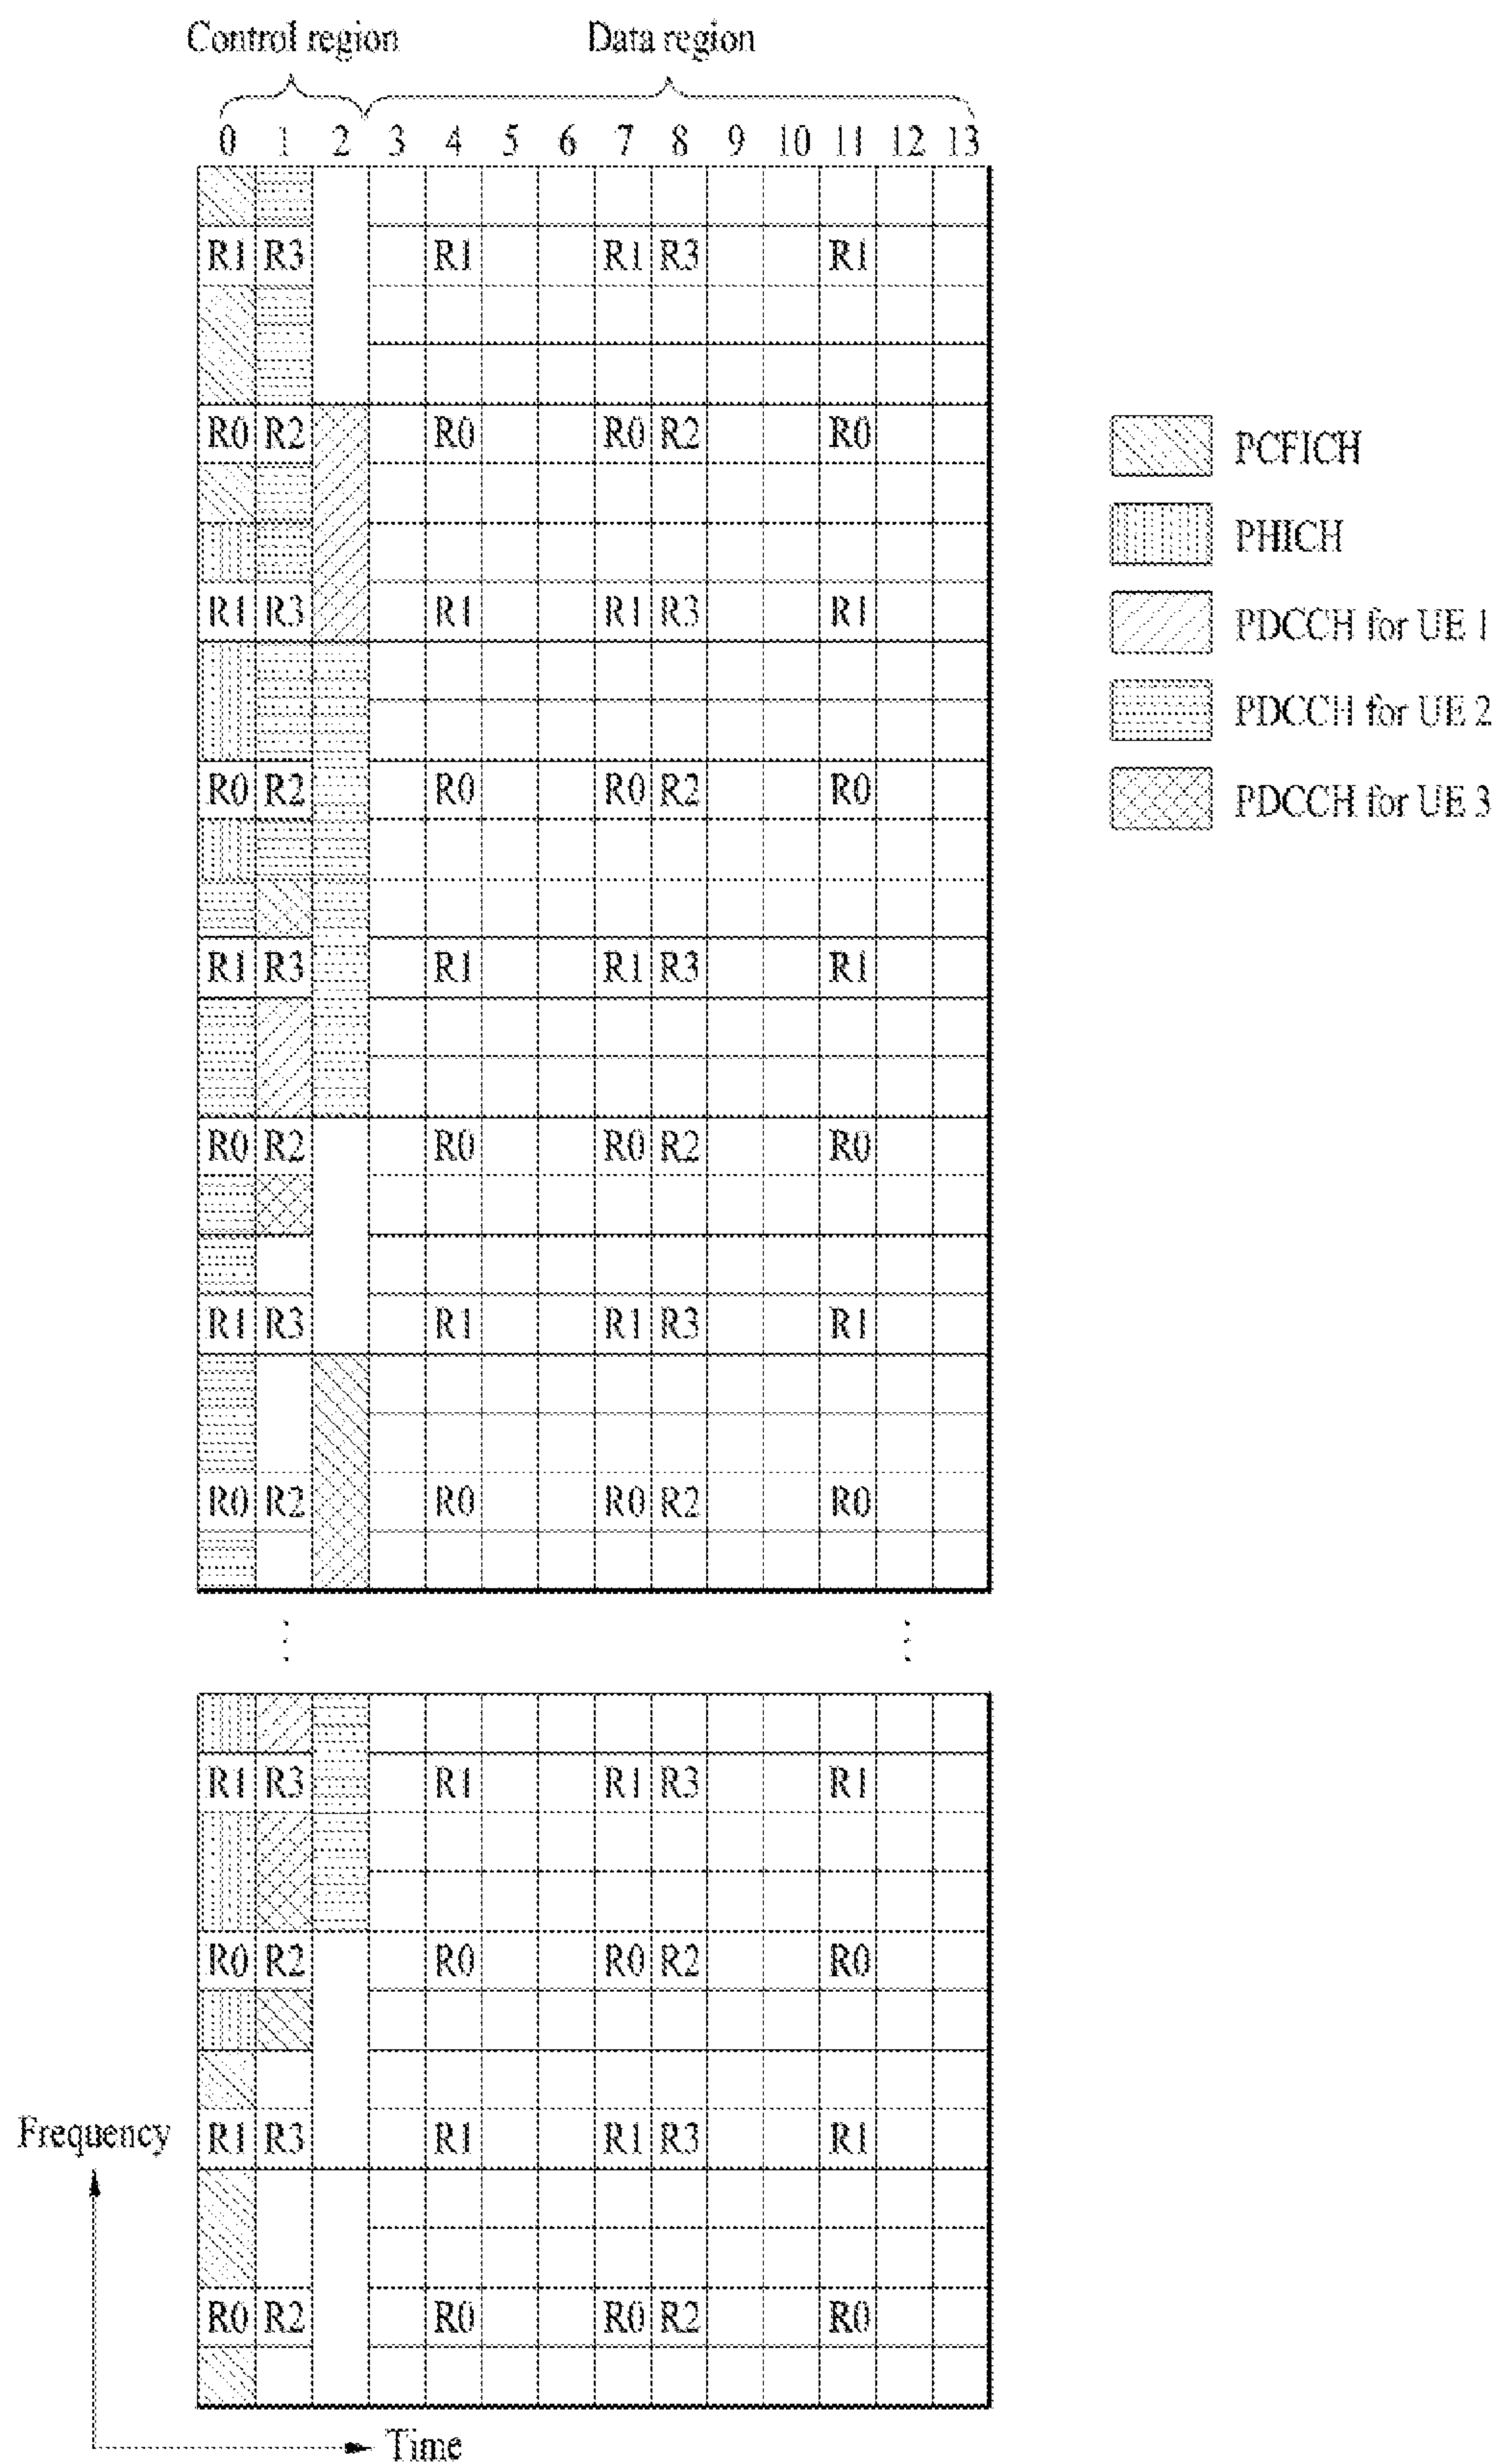 Control region Data region
0 1 2 3 4 5 6 7 8 9 10 11 12 13
R1 R3 R1 R1 R3 R1
R0 R2 R0 R0 R2 R0
PCFICH
PHICH
R1 R3 R1 R1 R3 R1
PDCCH for UE 1
PDCCH for UE 2
R0 R2 R0 R0 R2 R0
PDCCH for UE 3
R1 R3 R1 R1 R3 R1
R0 R2 R0 R0 R2 R0
R1 R3 R1 R1 R3 R1
R0 R2 R0 R0 R2 R0
R1 R3 R1 R1 R3 R1
R0 R2 R0 R0 R2 R0
Frequency R1 R3 R1 R1 R3 R1
R0 R2 R0 R0 R2 R0
Time